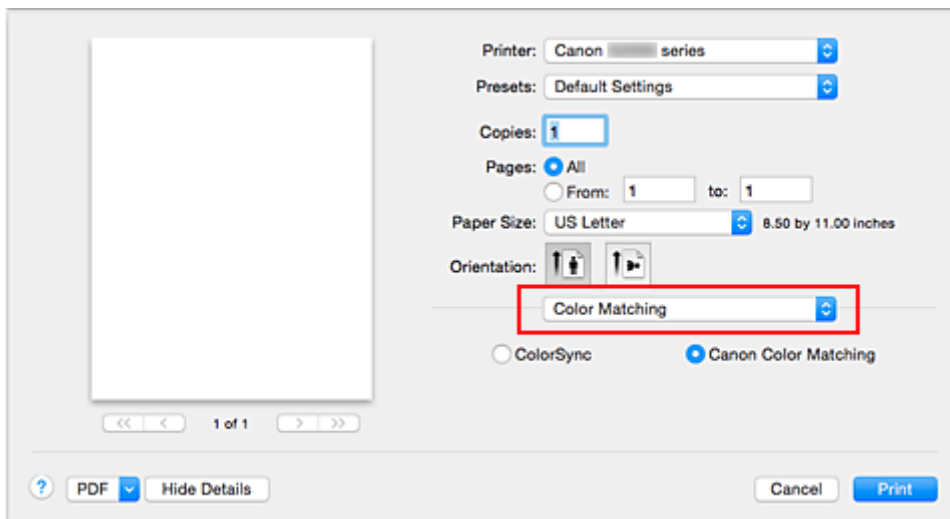 Printer: Canon series
Presets: Default Settings
Copies: 1
Pages: All
From: 1 to: 1
Paper Size: US Letter 8.50 by 11.00 inches
Orientation:
Color Matching
ColorSync Canon Color Matching
<< < 1 of 1 > >>
? PDF Hide Details Cancel Print